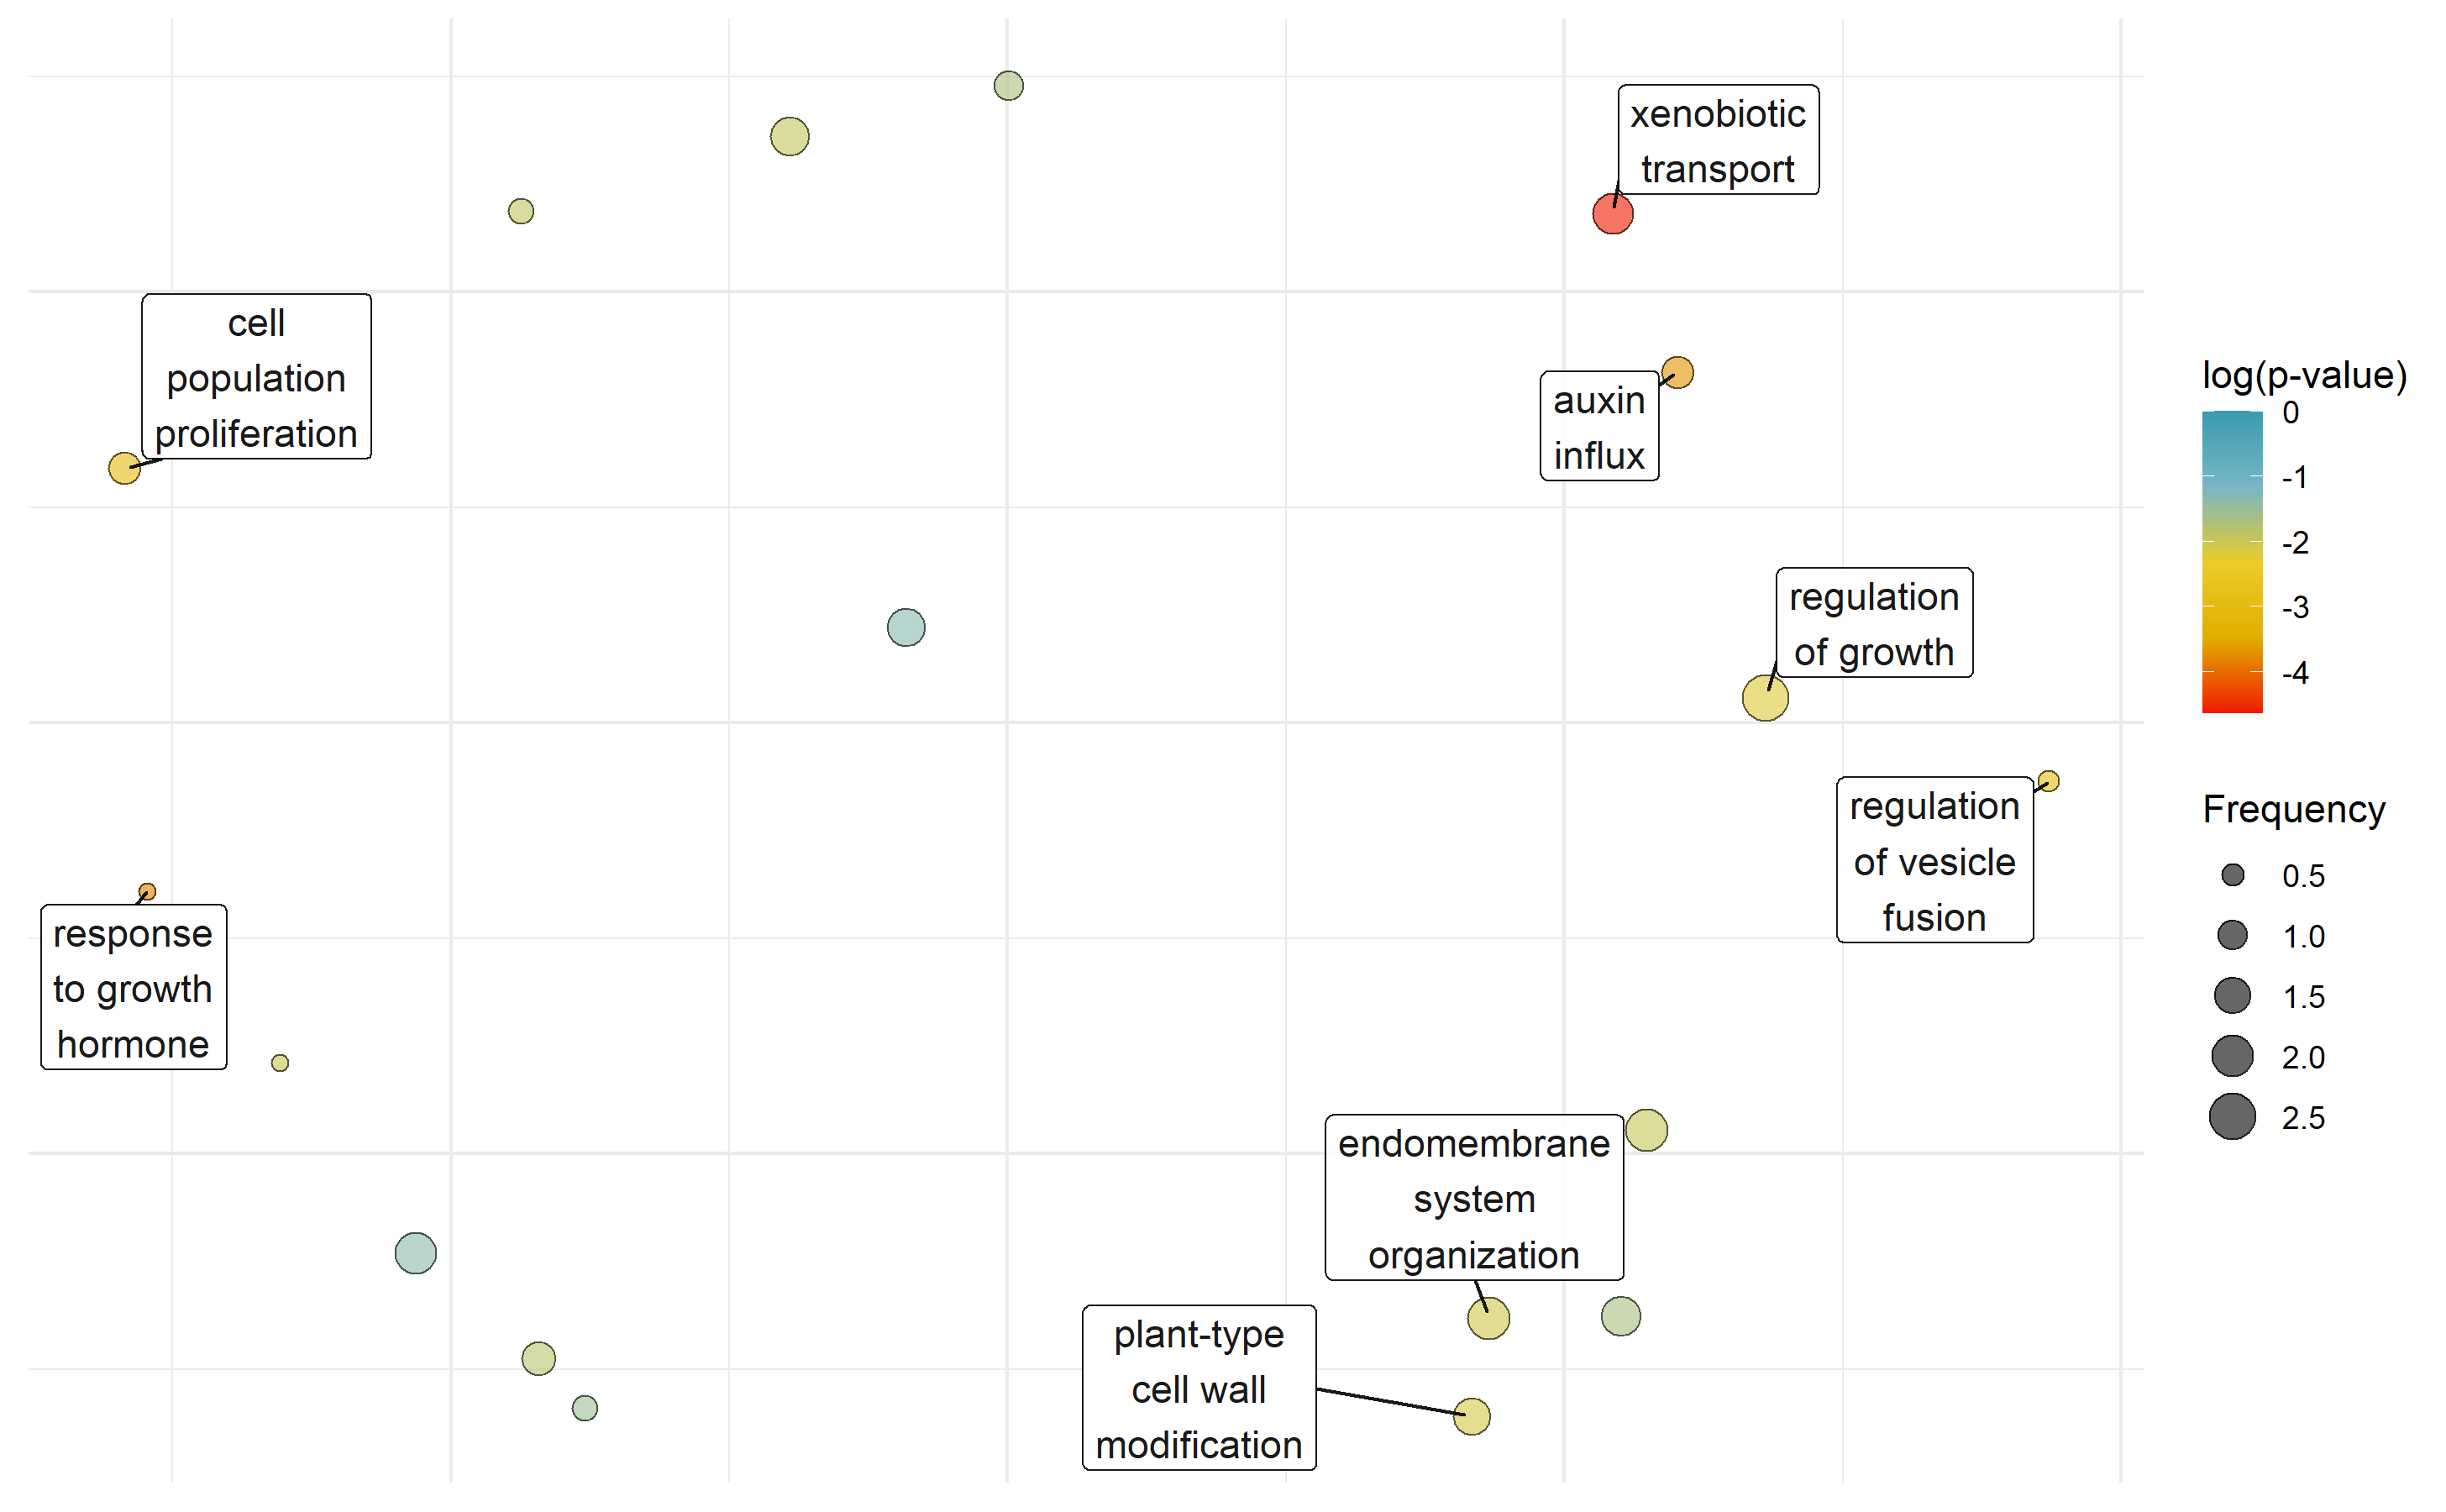 xenobiotic
transport
cell
population
proliferation
auxin
influx
regulation
of growth
regulation
of vesicle
fusion
response
to growth
hormone
endomembrane
system
organization
plant-type
cell wall
modification
log(p-value)
0
-1
-2
-3
-4
Frequency
0.5
1.0
1.5
2.0
2.5